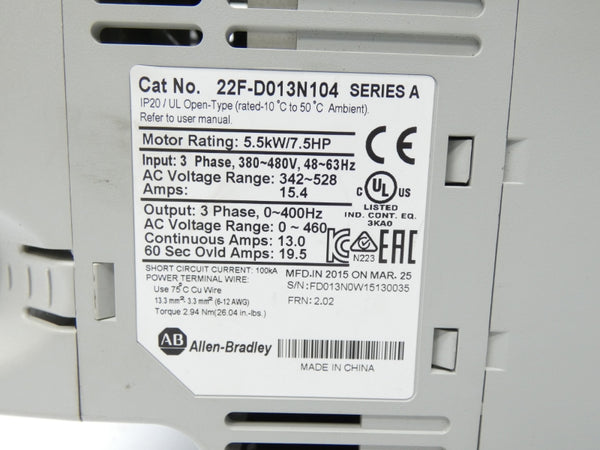 Cat No. 22F-D013N104 SERIES A
IP20 / UL Open-Type (rated-10 °C to 50 °C Ambient).
Refer to user manual.
Motor Rating: 5.5kW/7.5HP
Input: 3 Phase, 380~480V, 48~63Hz
AC Voltage Range: 342~528
Amps: 15.4
Output: 3 Phase, 0~400Hz
AC Voltage Range: 0 ~ 460
Continuous Amps: 13.0
60 Sec Ovld Amps: 19.5
CE
C UL US
LISTED
IND. CONT. EQ.
3KA0
N223
EAC
SHORT CIRCUIT CURRENT: 100kA
POWER TERMINAL WIRE:
Use 75°C Cu Wire
13.3 mm²- 3.3 mm² (6-12 AWG)
Torque 2.94 Nm(26.04 in.-lbs.)
MFD.IN 2015 ON MAR. 25
S/N:FD013N0W15130035
FRN: 2.02
AB Allen-Bradley
MADE IN CHINA